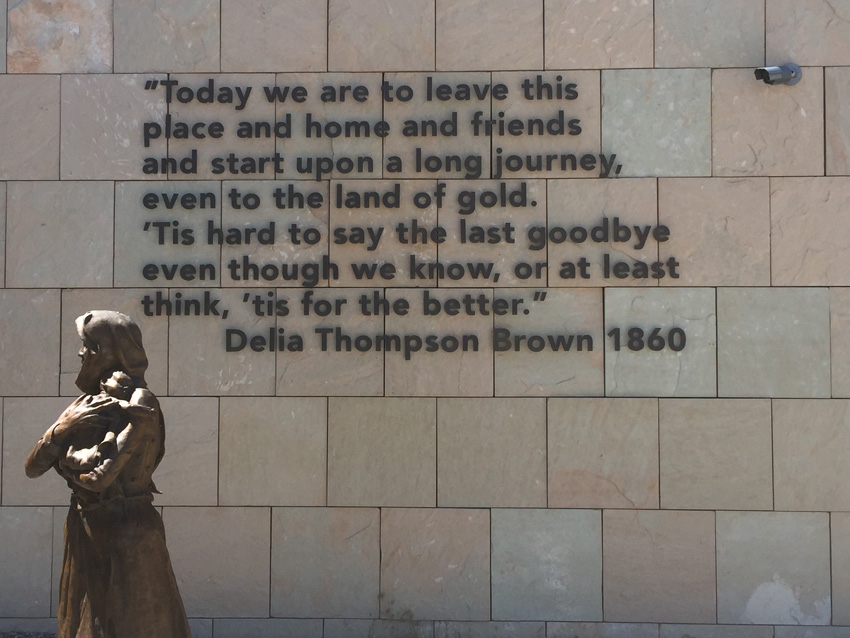 "Today we are to leave this
place and home and friends
and start upon a long journey,
even to the land of gold.
'Tis hard to say the last goodbye
even though we know, or at least
think, 'tis for the better."
Delia Thompson Brown 1860